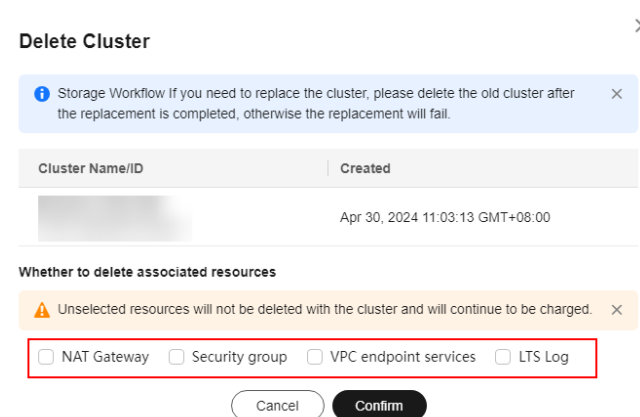 Delete Cluster
Storage Workflow If you need to replace the cluster, please delete the old cluster after
the replacement is completed, otherwise the replacement will fail.
Cluster Name/ID Created
Apr 30, 2024 11:03:13 GMT+08:00
Whether to delete associated resources
Unselected resources will not be deleted with the cluster and will continue to be charged.
NAT Gateway Security group VPC endpoint services LTS Log
Cancel Confirm